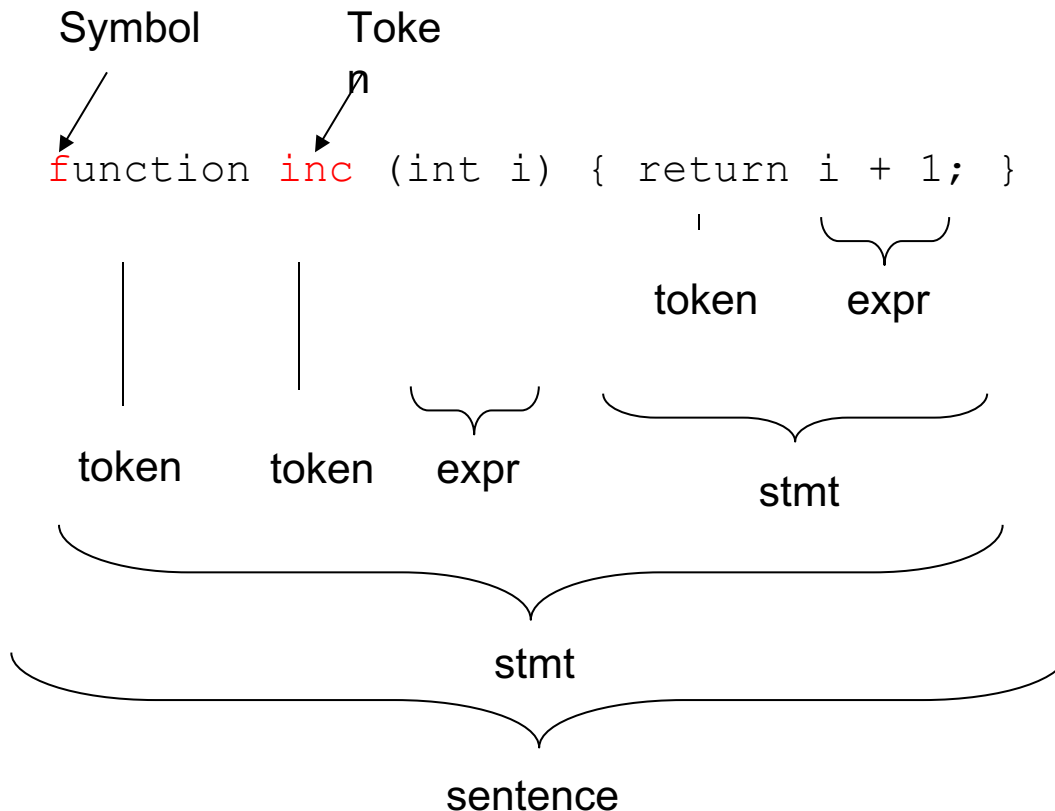 Symbol Toke
n
function inc (int i) { return i + 1; }
token expr
token token expr
stmt
stmt
sentence